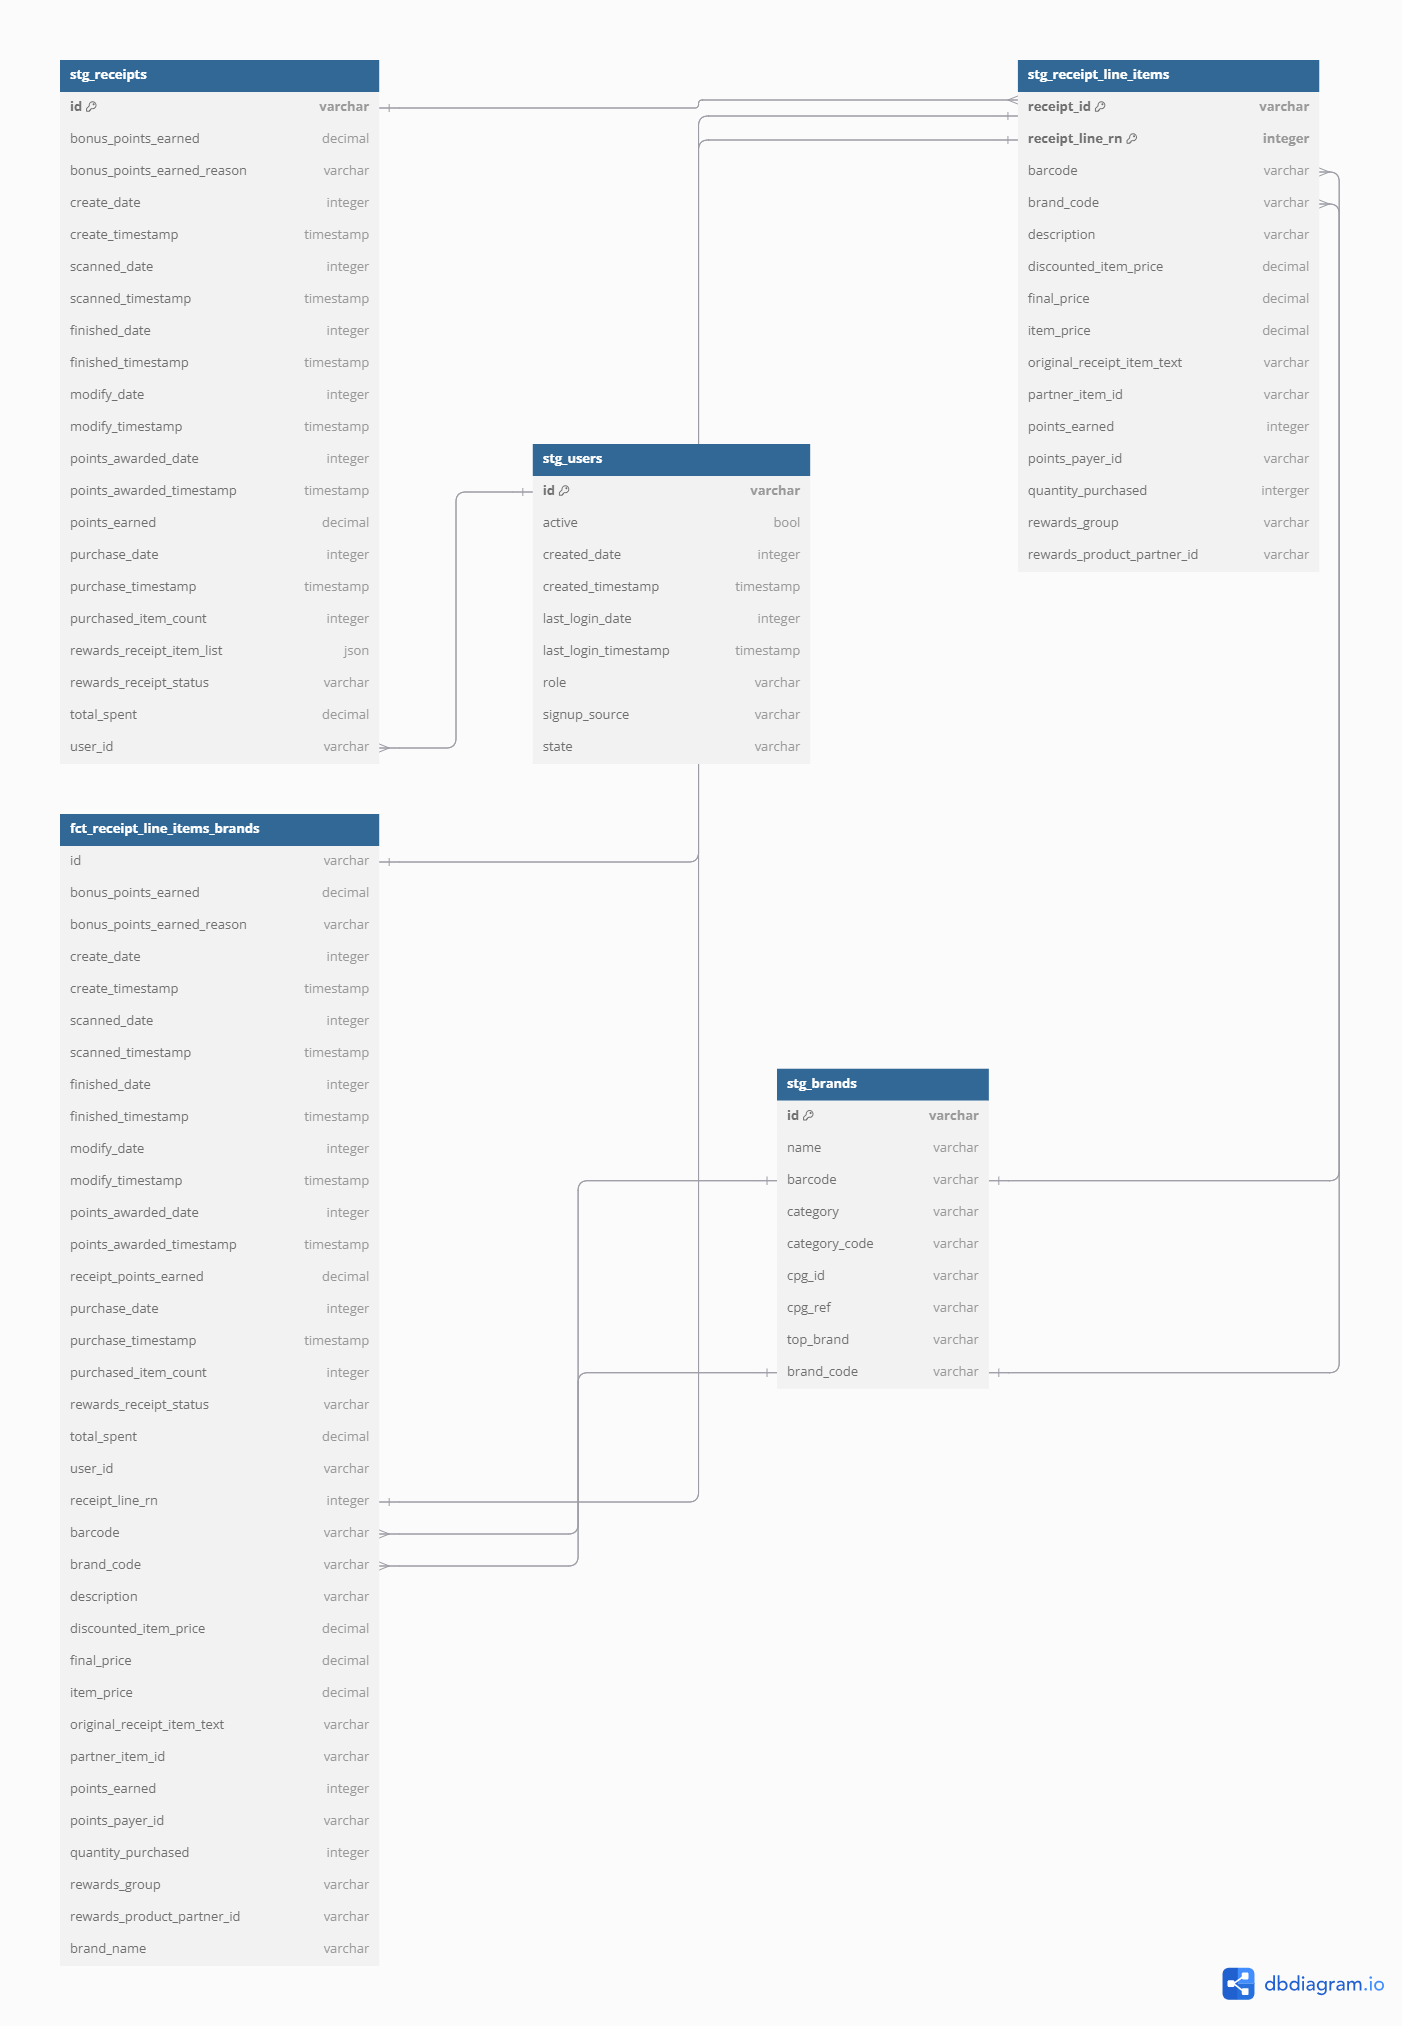 stg_receipts
id varchar
bonus_points_earned decimal
bonus_points_earned_reason varchar
create_date integer
create_timestamp timestamp
scanned_date integer
scanned_timestamp timestamp
finished_date integer
finished_timestamp timestamp
modify_date integer
modify_timestamp timestamp
points_awarded_date integer
points_awarded_timestamp timestamp
points_earned decimal
purchase_date integer
purchase_timestamp timestamp
purchased_item_count integer
rewards_receipt_item_list json
rewards_receipt_status varchar
total_spent decimal
user_id varchar
stg_receipt_line_items
receipt_id varchar
receipt_line_rn integer
barcode varchar
brand_code varchar
description varchar
discounted_item_price decimal
final_price decimal
item_price decimal
original_receipt_item_text varchar
partner_item_id varchar
points_earned integer
points_payer_id varchar
quantity_purchased interger
rewards_group varchar
rewards_product_partner_id varchar
stg_users
id varchar
active bool
created_date integer
created_timestamp timestamp
last_login_date integer
last_login_timestamp timestamp
role varchar
signup_source varchar
state varchar
fct_receipt_line_items_brands
id varchar
bonus_points_earned decimal
bonus_points_earned_reason varchar
create_date integer
create_timestamp timestamp
scanned_date integer
scanned_timestamp timestamp
finished_date integer
finished_timestamp timestamp
modify_date integer
modify_timestamp timestamp
points_awarded_date integer
points_awarded_timestamp timestamp
receipt_points_earned decimal
purchase_date integer
purchase_timestamp timestamp
purchased_item_count integer
rewards_receipt_status varchar
total_spent decimal
user_id varchar
receipt_line_rn integer
barcode varchar
brand_code varchar
description varchar
discounted_item_price decimal
final_price decimal
item_price decimal
original_receipt_item_text varchar
partner_item_id varchar
points_earned integer
points_payer_id varchar
quantity_purchased integer
rewards_group varchar
rewards_product_partner_id varchar
brand_name varchar
stg_brands
id varchar
name varchar
barcode varchar
category varchar
category_code varchar
cpg_id varchar
cpg_ref varchar
top_brand varchar
brand_code varchar
dbdiagram.io